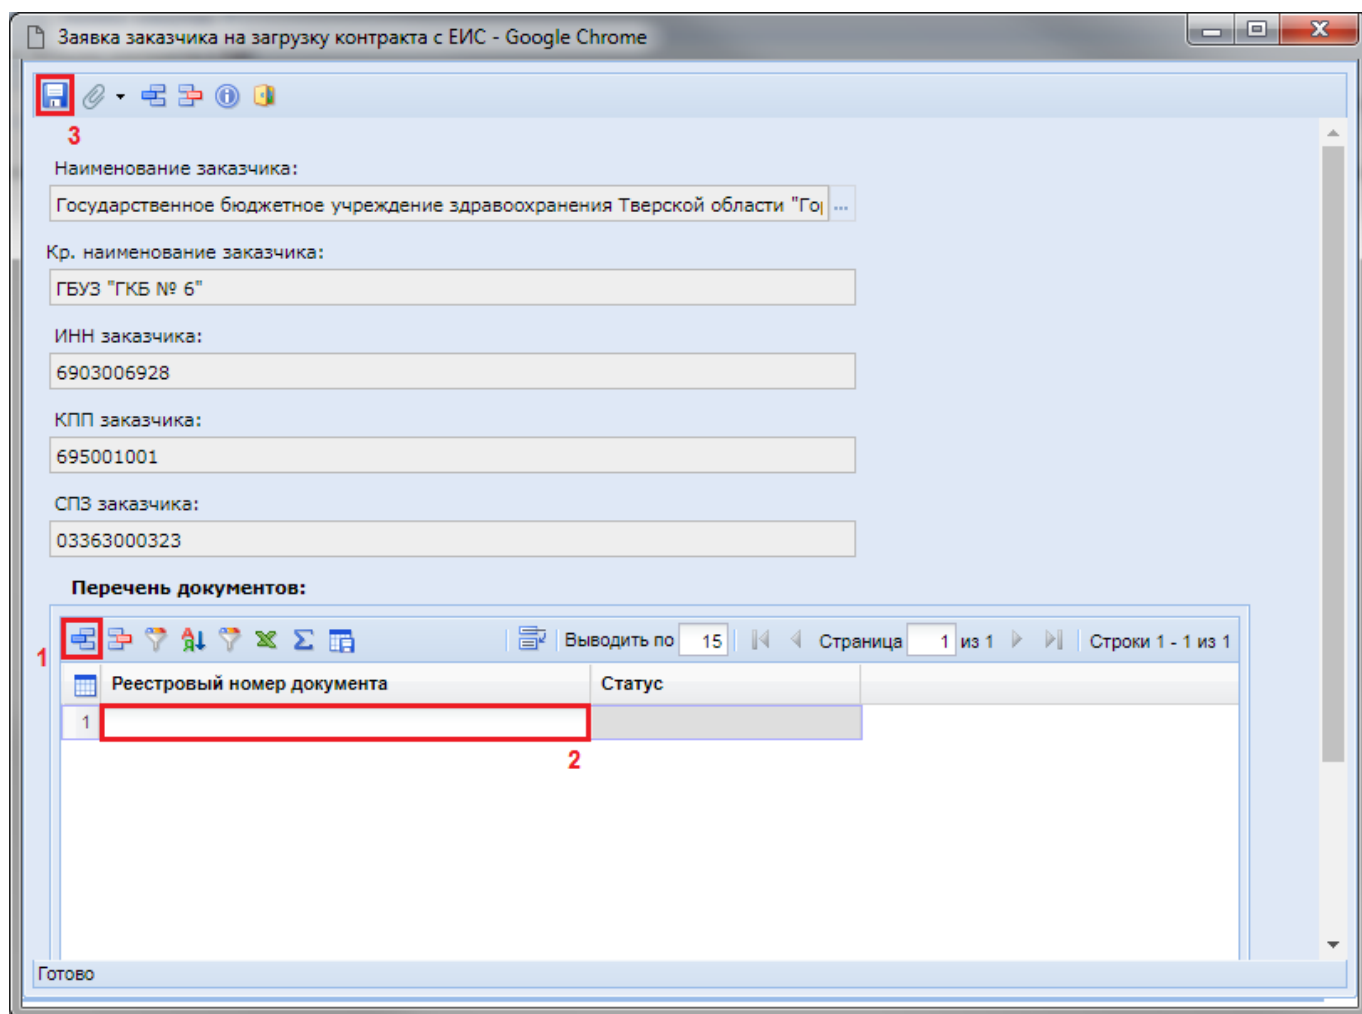 Заявка заказчика на загрузку контракта с ЕИС - Google Chrome
3
Наименование заказчика:
Государственное бюджетное учреждение здравоохранения Тверской области "Го ...
Кр. наименование заказчика:
ГБУЗ "ГКБ № 6"
ИНН заказчика:
6903006928
КПП заказчика:
695001001
СПЗ заказчика:
03363000323
Перечень документов:
1
Выводить по 15 Страница 1 из 1 Строки 1 - 1 из 1
Реестровый номер документа Статус
1
2
Готово